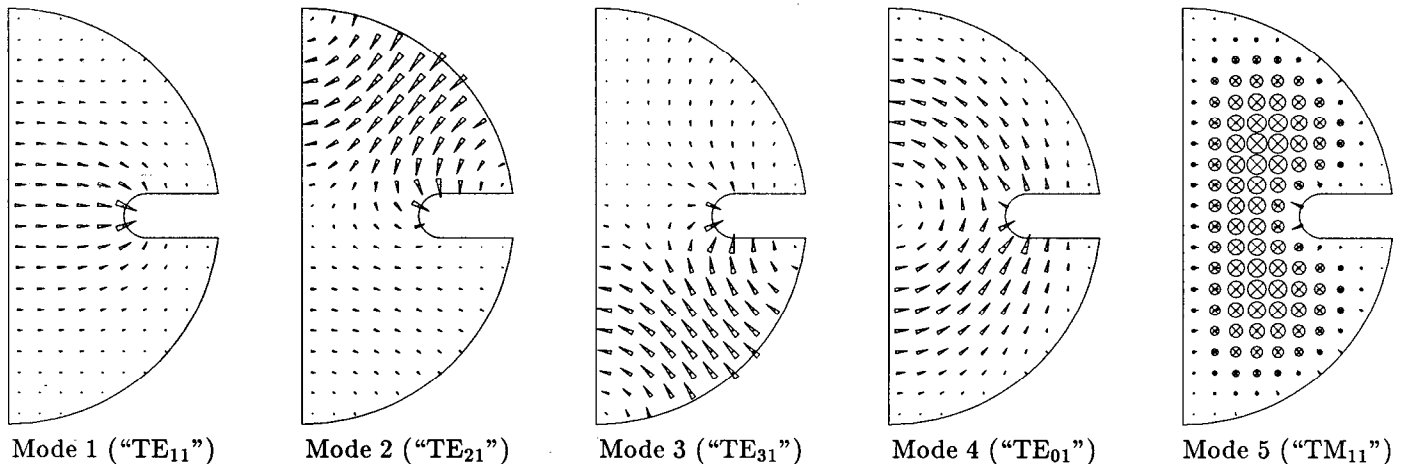 Mode 1 (“TE₁₁”) Mode 2 (“TE₂₁”) Mode 3 (“TE₃₁”) Mode 4 (“TE₀₁”) Mode 5 (“TM₁₁”)